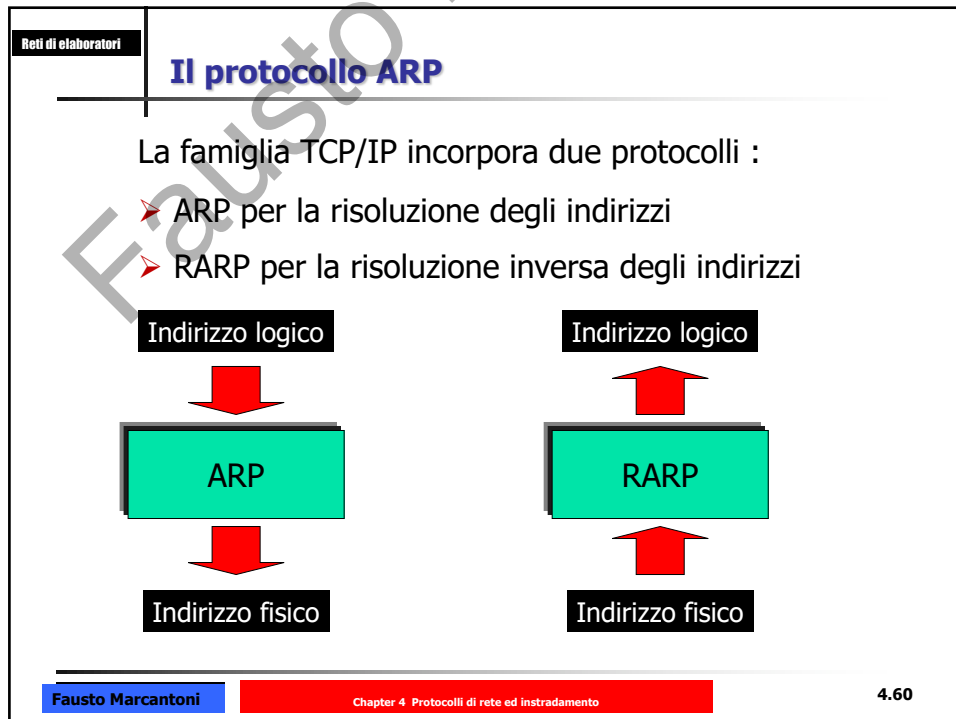 Reti di elaboratori
Il protocollo ARP
La famiglia TCP/IP incorpora due protocolli :
ARP per la risoluzione degli indirizzi
RARP per la risoluzione inversa degli indirizzi
Indirizzo logico
Indirizzo logico
ARP
RARP
Indirizzo fisico
Indirizzo fisico
Fausto Marcantoni
Chapter 4 Protocolli di rete ed instradamento
4.60
Fausto